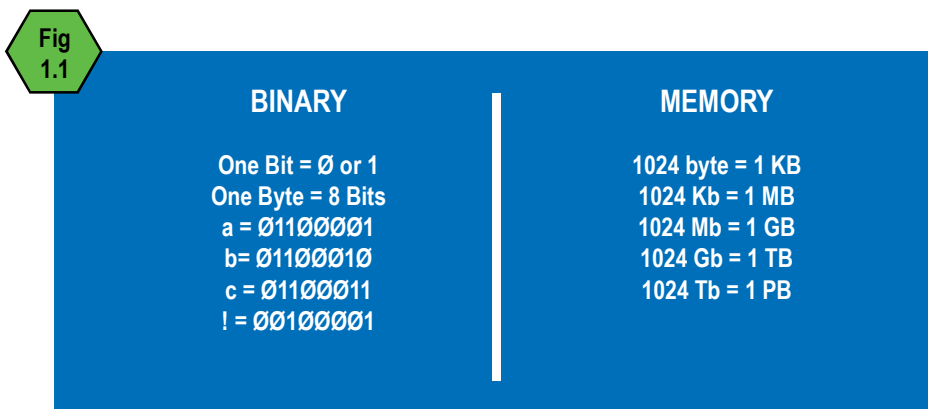 Fig
1.1
BINARY
One Bit = Ø or 1
One Byte = 8 Bits
a = Ø11ØØØØ1
b= Ø11ØØØ1Ø
c = Ø11ØØØ11
! = ØØ1ØØØØ1
MEMORY
1024 byte = 1 KB
1024 Kb = 1 MB
1024 Mb = 1 GB
1024 Gb = 1 TB
1024 Tb = 1 PB